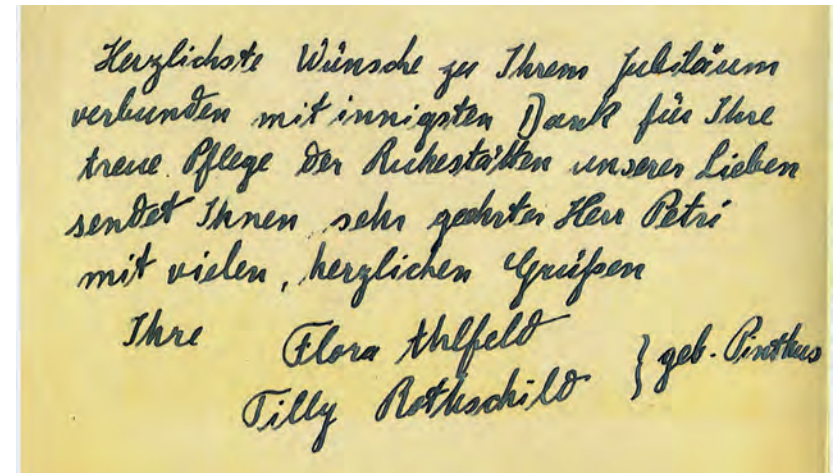 Herzlichste Wünsche zu Ihrem Jubiläum
verbunden mit innigsten Dank für Ihre
treue Pflege der Ruhestätten unserer Lieben
sendet Ihnen sehr geehrter Herr Petri
mit vielen, herzlichen Grüßen
Ihre Flora Ahlfeld
Tilly Rothschild } geb. Pinthus